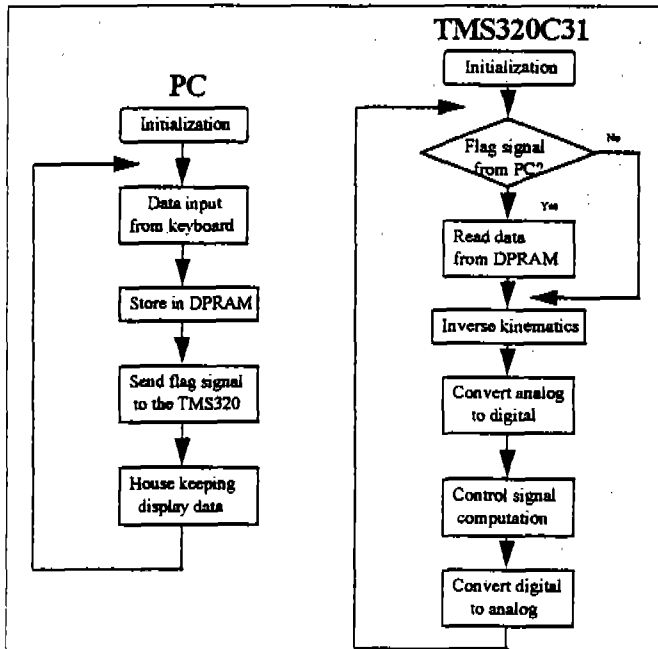 PC
Initialization
Data input
from keyboard
Store in DPRAM
Send flag signal
to the TMS320
House keeping
display data
TMS320C31
Initialization
Flag signal
from PC?
No
Yes
Read data
from DPRAM
Inverse kinematics
Convert analog
to digital
Control signal
computation
Convert digital
to analog